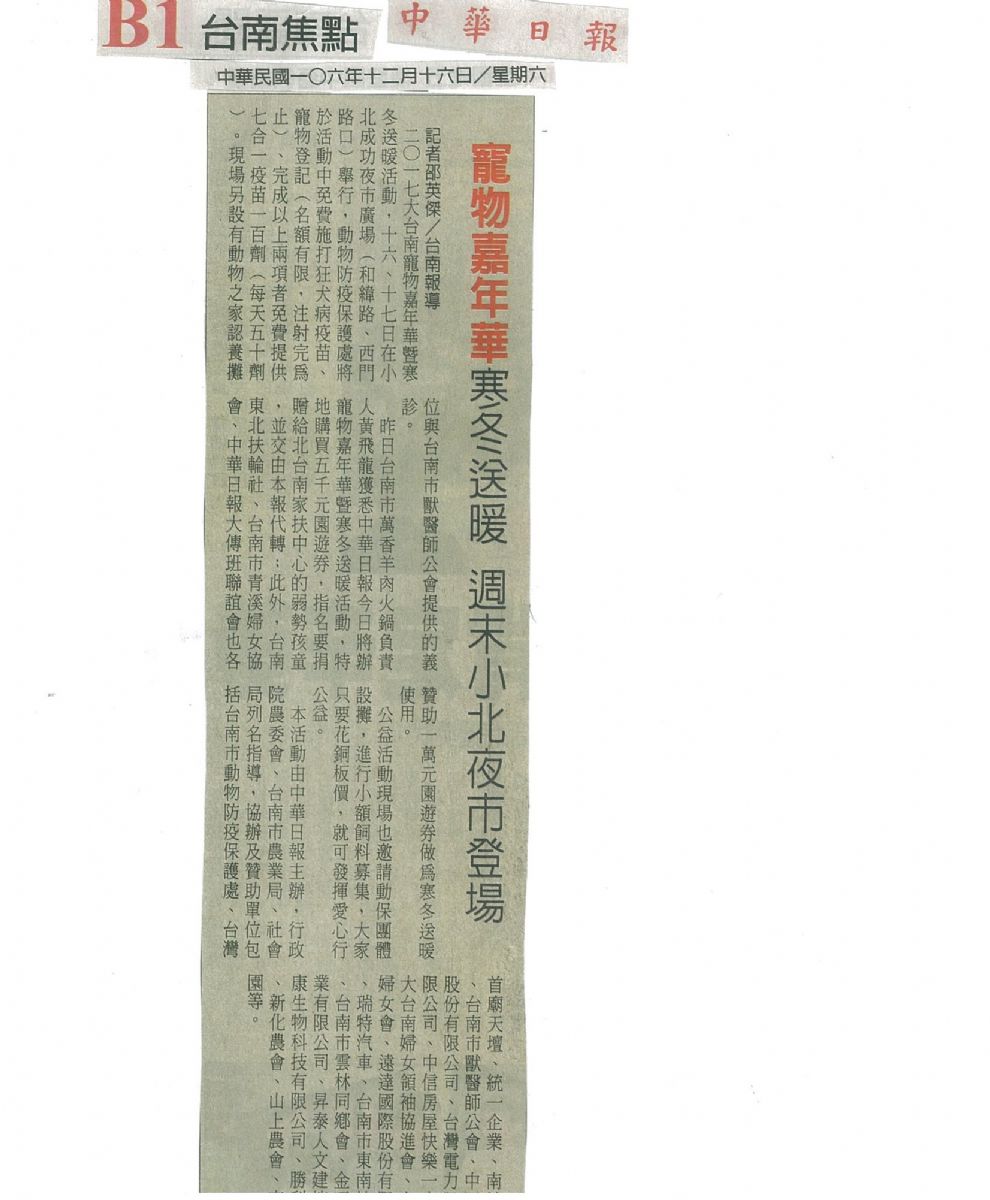 B1 台南焦點
中華日報
中華民國一〇六年十二月十六日／星期六
寵物嘉年華寒冬送暖 週末小北夜市登場
記者邵英傑／台南報導
二〇一七大台南寵物嘉年華暨寒
冬送暖活動，十六、十七日在小
北成功夜市廣場（和緯路、西門
路口）舉行，動物防疫保護處將
於活動中免費施打狂犬病疫苗、
寵物登記（名額有限，注射完為
止）、完成以上兩項者免費提供
七合一疫苗一百劑（每天五十劑
）。現場另設有動物之家認養攤
位與台南市獸醫師公會提供的義
診。
昨日台南市萬香羊肉火鍋負責
人黃飛龍獲悉中華日報今日將辦
寵物嘉年華暨寒冬送暖活動，特
地購買五千元園遊券，指名要捐
贈給北台南家扶中心的弱勢孩童
，並交由本報代轉；此外，台南
東北扶輪社、台南市青溪婦女協
會、中華日報大傳班聯誼會也各
贊助一萬元園遊券做為寒冬送暖
使用。
公益活動現場也邀請動保團體
設攤，進行小額飼料募集，大家
只要花銅板價，就可發揮愛心行
公益。
本活動由中華日報主辦，行政
院農委會、台南市農業局、社會
局列名指導，協辦及贊助單位包
括台南市動物防疫保護處、台灣
首廟天壇、統一企業、南
、台南市獸醫師公會、中
股份有限公司、台灣電力
限公司、中信房屋快樂一
大台南婦女領袖協進會、
婦女會、遠達國際股份有
、瑞特汽車、台南市東南
、台南市雲林同鄉會、金
業有限公司、昇泰人文建
康生物科技有限公司、勝
、新化農會、山上農會、
園等。